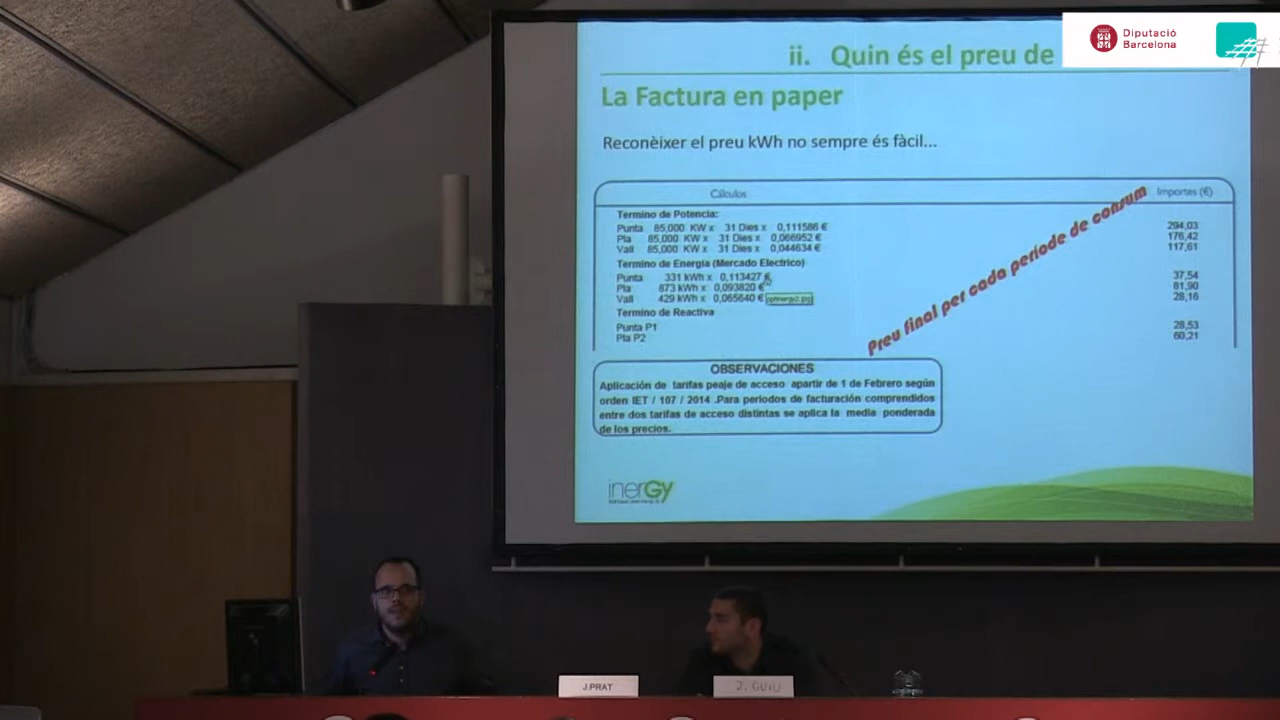 Diputació
Barcelona
ii. Quin és el preu de
La Factura en paper
Reconèixer el preu kWh no sempre és fàcil...
Cálculos
Importes (€)
Termino de Potencia:
Punta 85,000 KW x 31 Dies x 0,111586 € 294,03
Pla 85,000 KW x 31 Dies x 0,066952 € 176,42
Vall 85,000 KW x 31 Dies x 0,044634 € 117,61
Termino de Energía (Mercado Electrico)
Punta 331 kWh x 0,113427 € 37,54
Pla 873 kWh x 0,093820 € 81,90
Vall 429 kWh x 0,065640 € 28,16
Termino de Reactiva
Punta P1 28,53
Pla P2 60,21
Preu final per cada periode de consum
OBSERVACIONES
Aplicación de tarifas peaje de acceso apartir de 1 de Febrero según
orden IET / 107 / 2014 .Para periodos de facturación comprendidos
entre dos tarifas de acceso distintas se aplica la media ponderada
de los precios.
inerGy
J.PRAT
J. GUIU